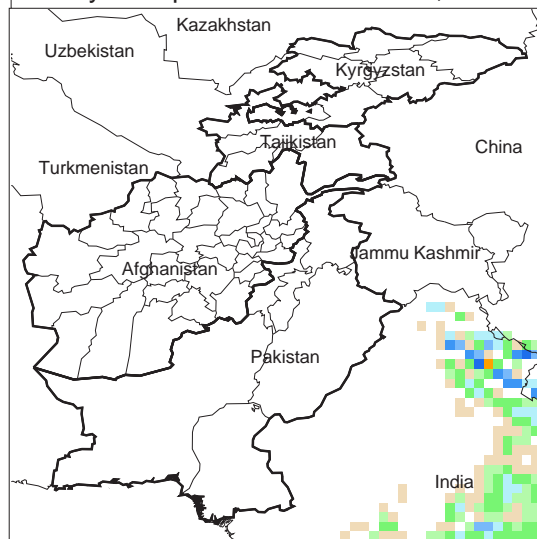 Kazakhstan
Uzbekistan
Kyrgyzstan
Tajikistan
China
Turkmenistan
Jammu Kashmir
Afghanistan
Pakistan
India